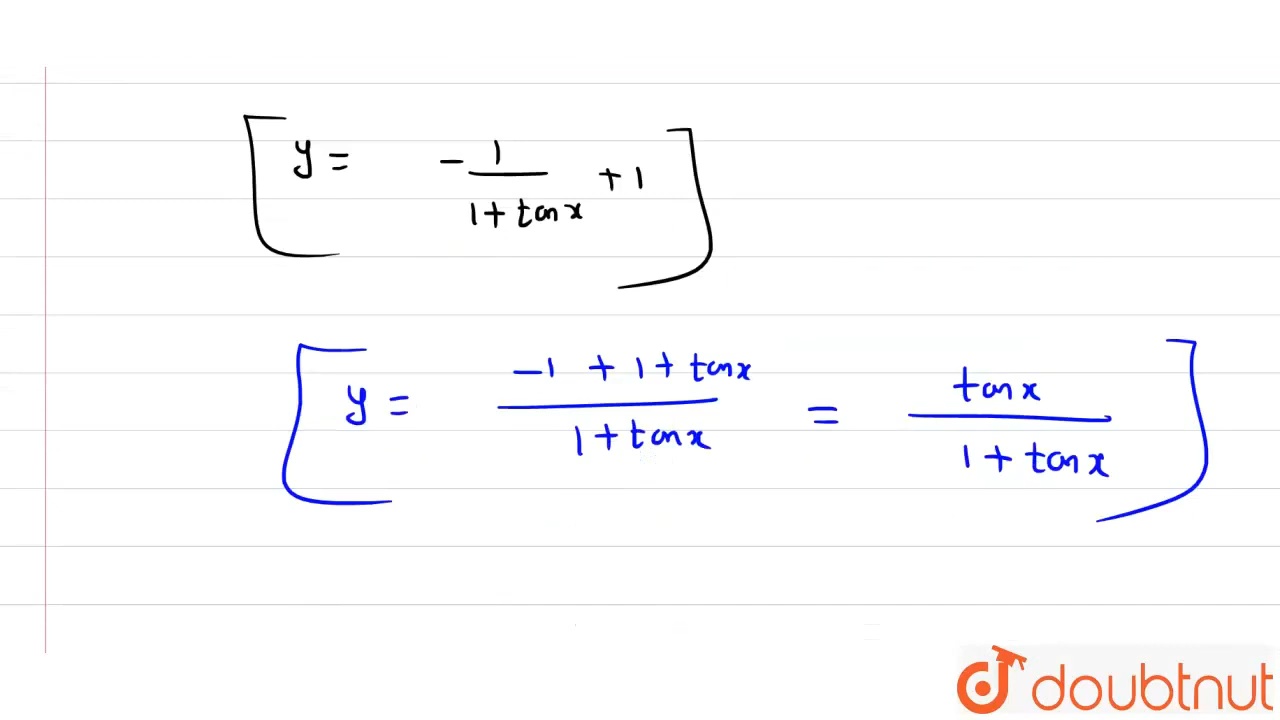 y = - 1/(1 + tan x) + 1
y = (-1 + 1 + tan x)/(1 + tan x) = tan x/(1 + tan x)
doubtnut